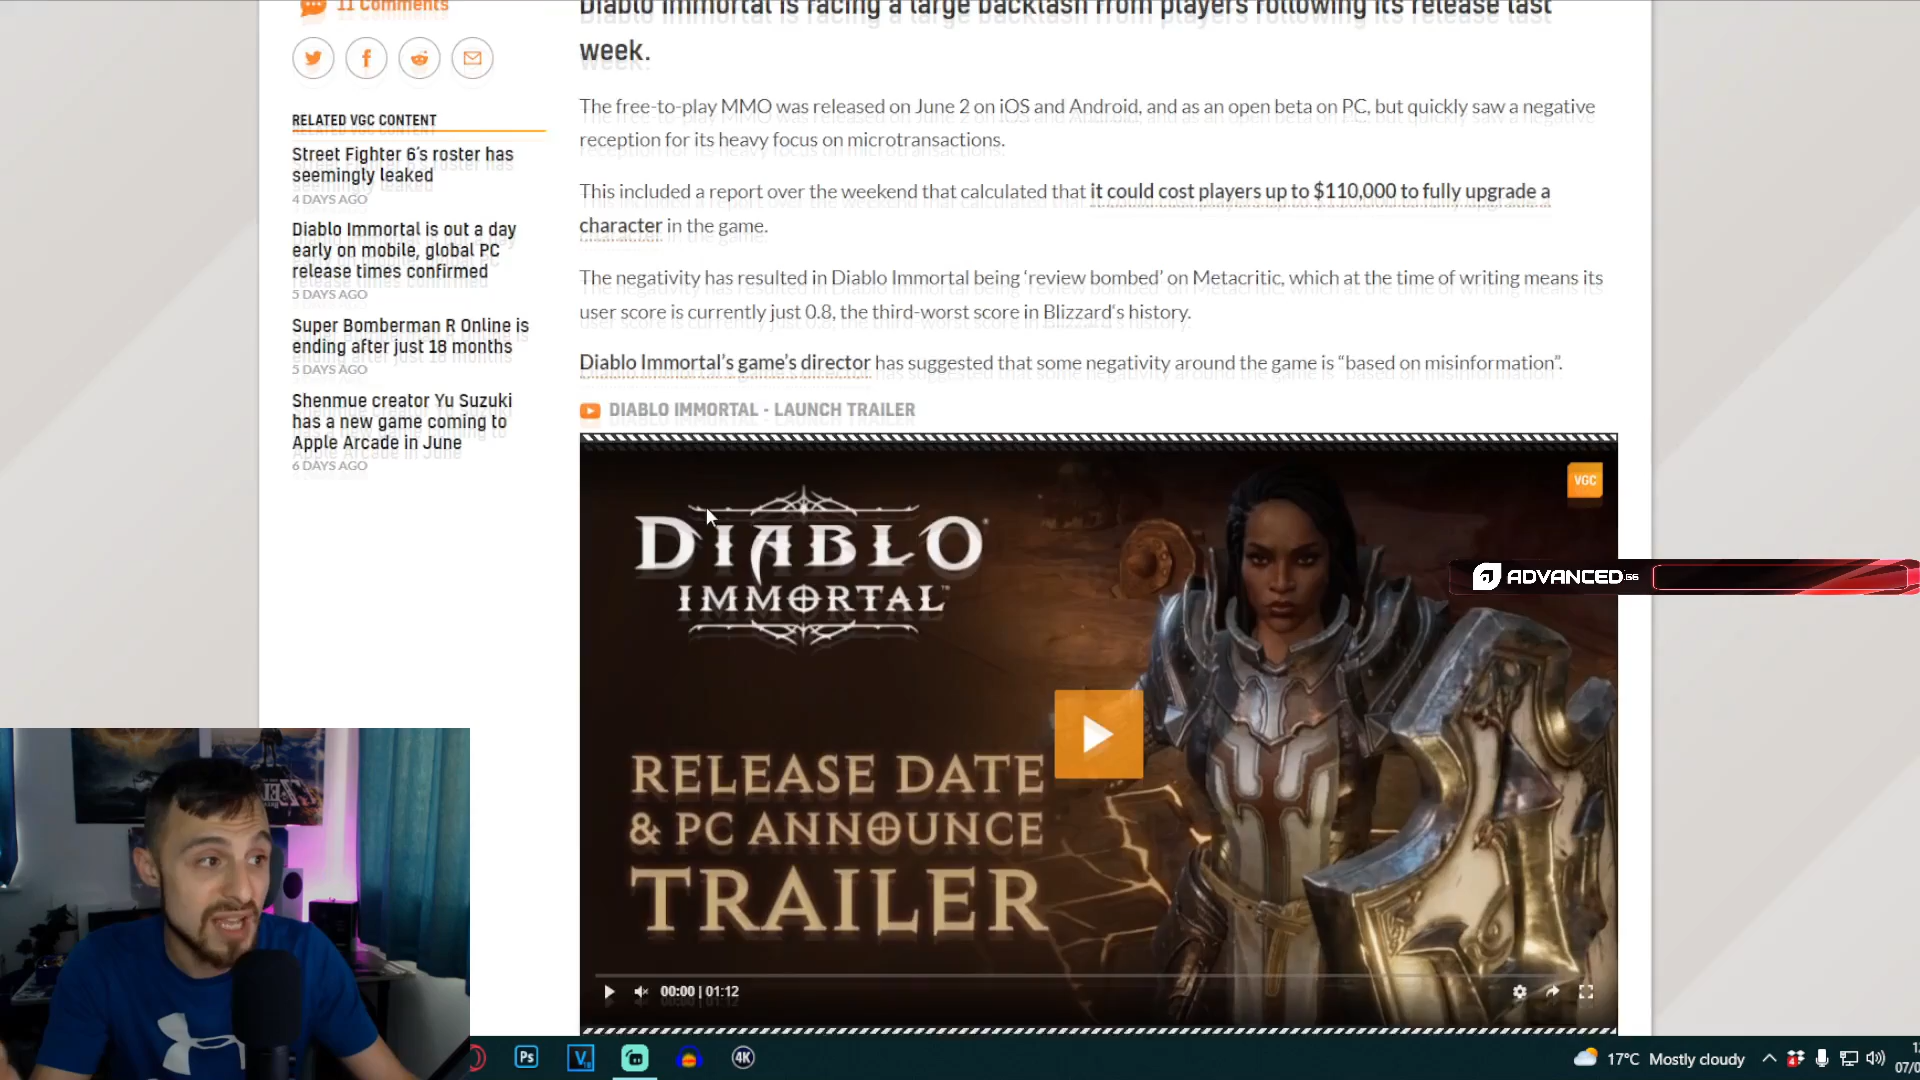 11 Comments
RELATED VGC CONTENT
Street Fighter 6's roster has
seemingly leaked
4 DAYS AGO
Diablo Immortal is out a day
early on mobile, global PC
release times confirmed
5 DAYS AGO
Super Bomberman R Online is
ending after just 18 months
5 DAYS AGO
Shenmue creator Yu Suzuki
has a new game coming to
Apple Arcade in June
6 DAYS AGO
Diablo Immortal is facing a large backlash from players following its release last
week.
The free-to-play MMO was released on June 2 on iOS and Android, and as an open beta on PC, but quickly saw a negative
reception for its heavy focus on microtransactions.
This included a report over the weekend that calculated that it could cost players up to $110,000 to fully upgrade a
character in the game.
The negativity has resulted in Diablo Immortal being ‘review bombed’ on Metacritic, which at the time of writing means its
user score is currently just 0.8, the third-worst score in Blizzard's history.
Diablo Immortal's game's director has suggested that some negativity around the game is “based on misinformation”.
DIABLO IMMORTAL - LAUNCH TRAILER
VGC
DIABLO
IMMORTAL
RELEASE DATE
& PC ANNOUNCE
TRAILER
00:00 | 01:12
ADVANCED.GG
Ps
V
4K
17°C Mostly cloudy